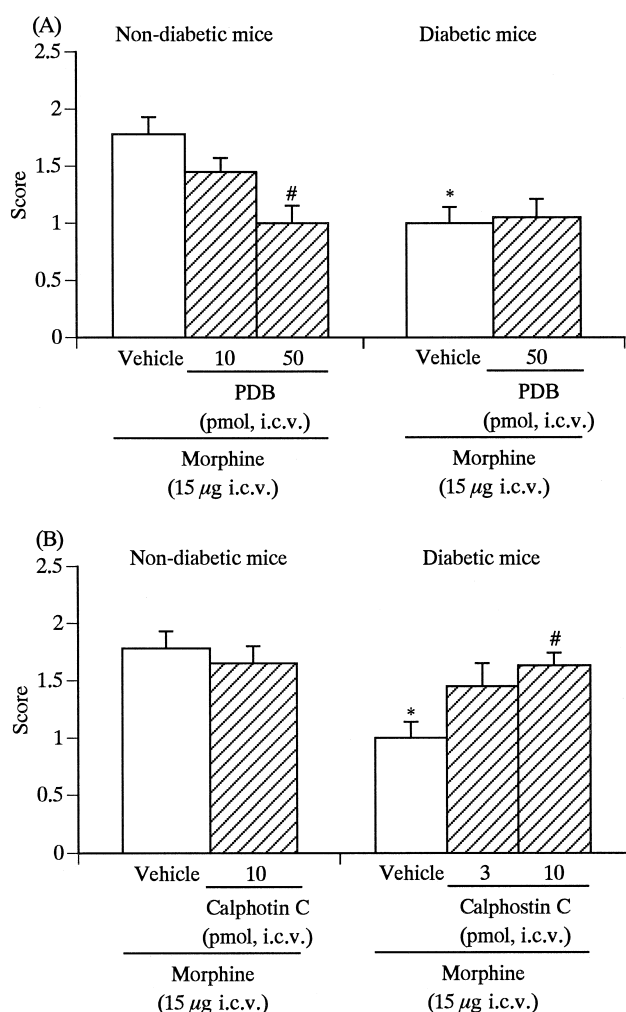 (A)
Non-diabetic mice Diabetic mice
2.5
2
1.5
1
0.5
0
Score
#
*
Vehicle 10 50 Vehicle 50
PDB PDB
(pmol, i.c.v.) (pmol, i.c.v.)
Morphine Morphine
(15 μg i.c.v.) (15 μg i.c.v.)
(B)
Non-diabetic mice Diabetic mice
2.5
2
1.5
1
0.5
0
Score
*
#
Vehicle 10 Vehicle 3 10
Calphotin C Calphostin C
(pmol, i.c.v.) (pmol, i.c.v.)
Morphine Morphine
(15 μg i.c.v.) (15 μg i.c.v.)